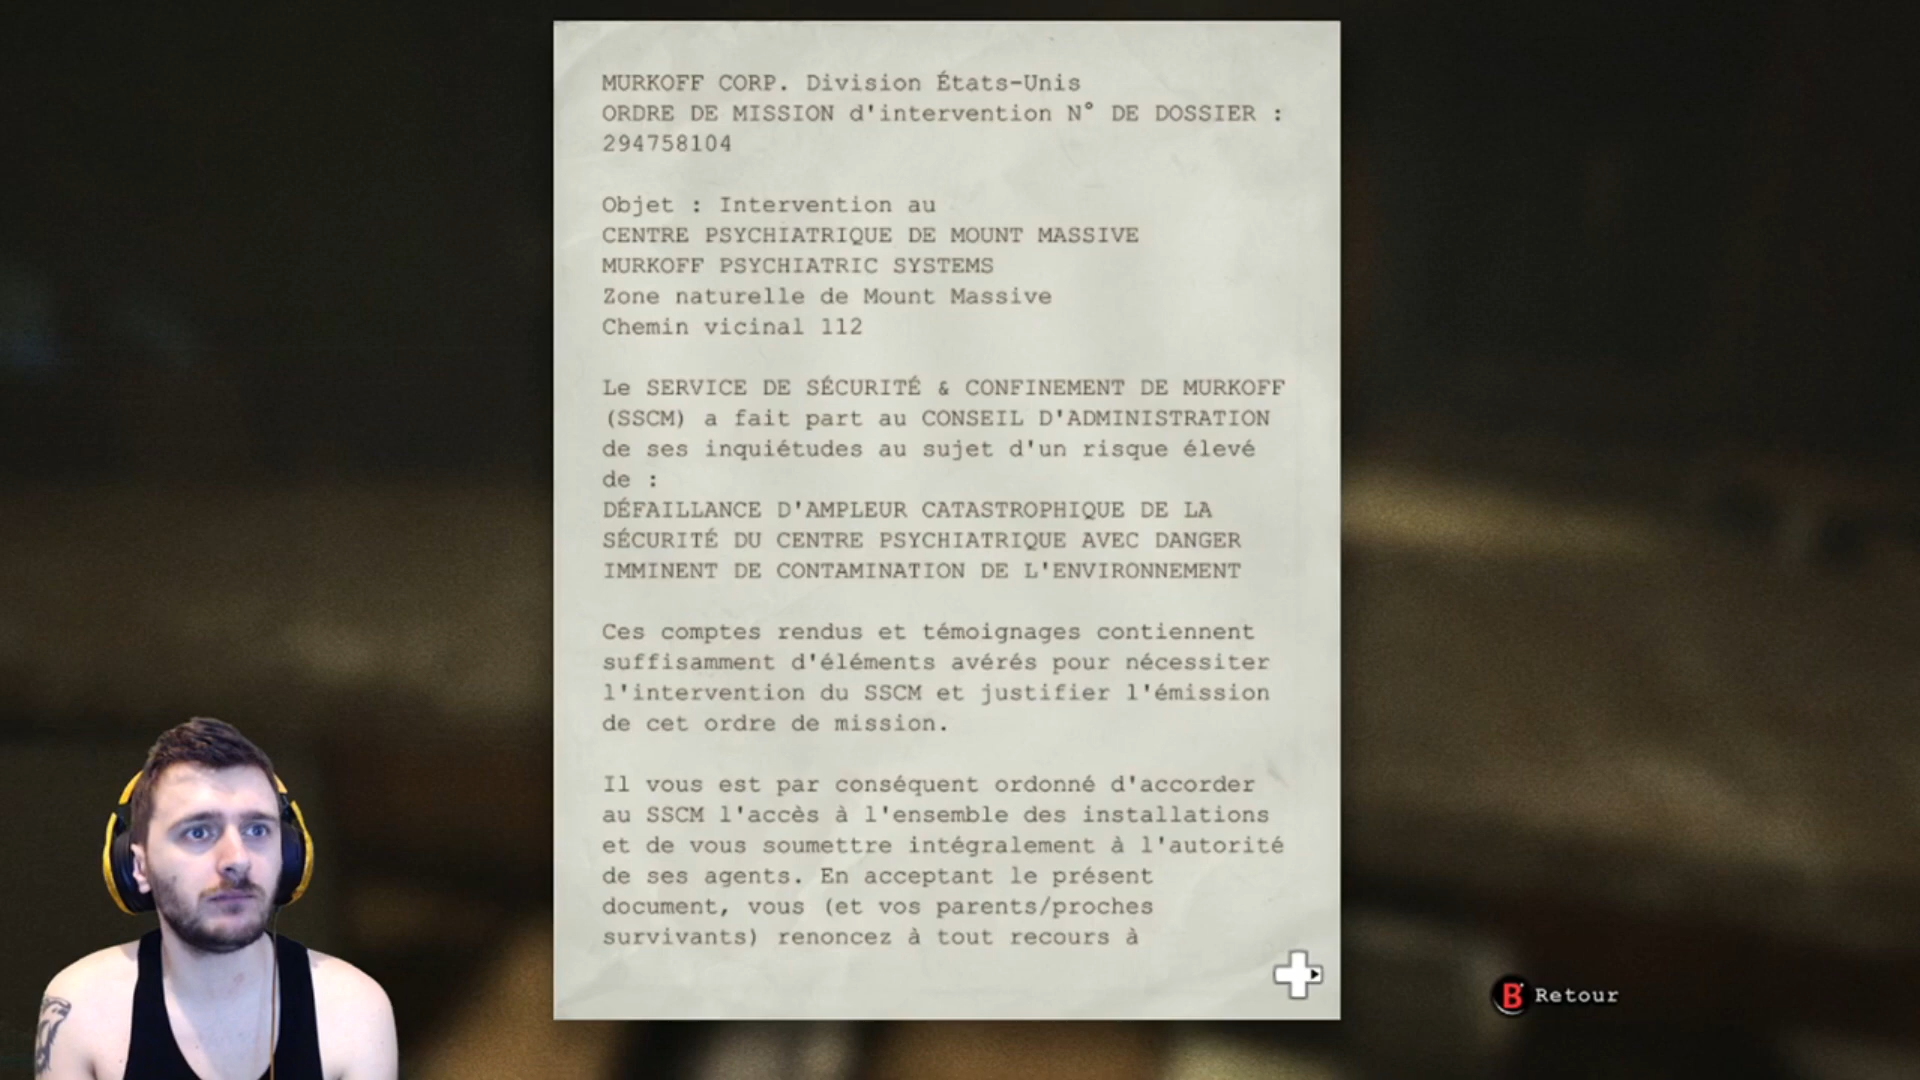 MURKOFF CORP. Division États-Unis
ORDRE DE MISSION d'intervention N° DE DOSSIER :
294758104
Objet : Intervention au
CENTRE PSYCHIATRIQUE DE MOUNT MASSIVE
MURKOFF PSYCHIATRIC SYSTEMS
Zone naturelle de Mount Massive
Chemin vicinal 112
Le SERVICE DE SÉCURITÉ & CONFINEMENT DE MURKOFF
(SSCM) a fait part au CONSEIL D'ADMINISTRATION
de ses inquiétudes au sujet d'un risque élevé
de :
DÉFAILLANCE D'AMPLEUR CATASTROPHIQUE DE LA
SÉCURITÉ DU CENTRE PSYCHIATRIQUE AVEC DANGER
IMMINENT DE CONTAMINATION DE L'ENVIRONNEMENT
Ces comptes rendus et témoignages contiennent
suffisamment d'éléments avérés pour nécessiter
l'intervention du SSCM et justifier l'émission
de cet ordre de mission.
Il vous est par conséquent ordonné d'accorder
au SSCM l'accès à l'ensemble des installations
et de vous soumettre intégralement à l'autorité
de ses agents. En acceptant le présent
document, vous (et vos parents/proches
survivants) renoncez à tout recours à
B Retour